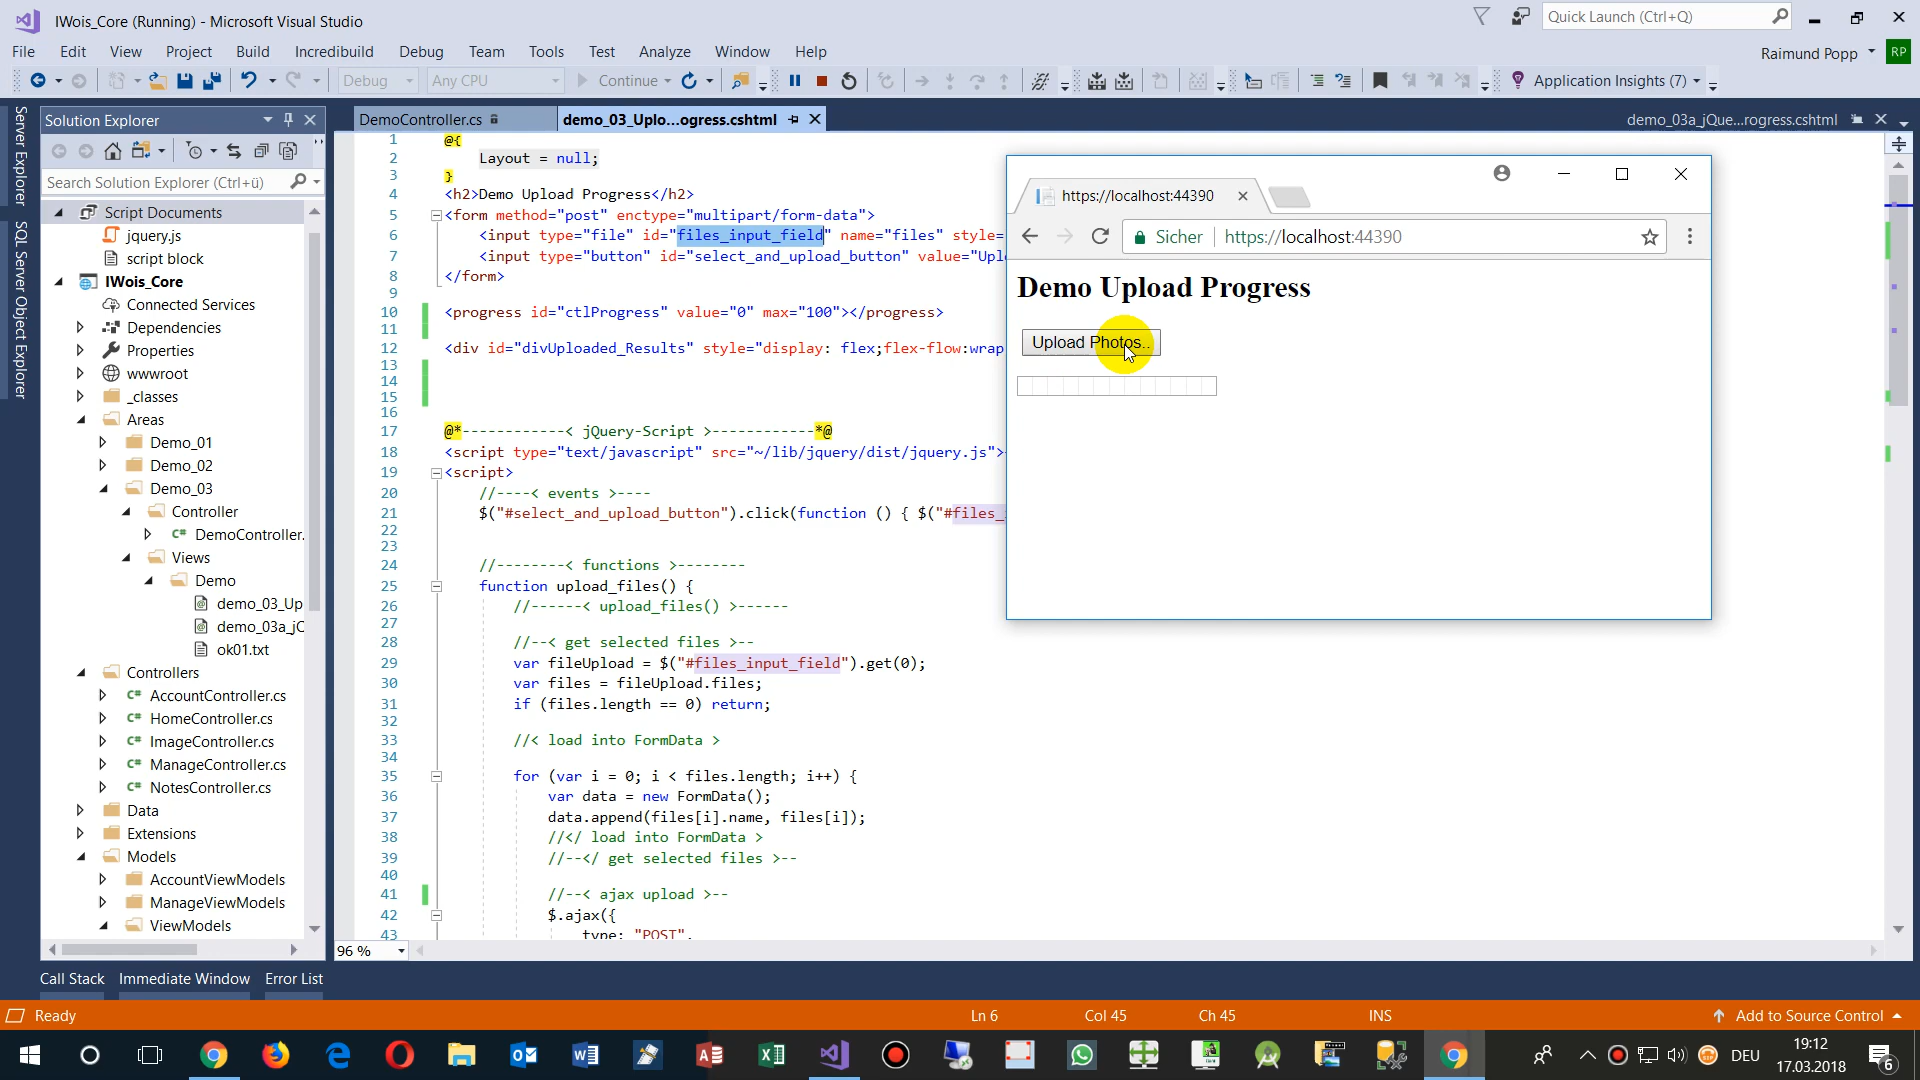 IWois_Core (Running) - Microsoft Visual Studio
Quick Launch (Ctrl+Q)
File Edit View Project Build Incredibuild Debug Team Tools Test Analyze Window Help
Raimund Popp RP
Debug Any CPU Continue Application Insights (7)
Server Explorer
SQL Server Object Explorer
Solution Explorer
Search Solution Explorer (Ctrl+ü)
Script Documents
jquery.js
script block
IWois_Core
Connected Services
Dependencies
Properties
wwwroot
_classes
Areas
Demo_01
Demo_02
Demo_03
Controller
DemoController.
Views
Demo
demo_03_Up
demo_03a_jC
ok01.txt
Controllers
AccountController.cs
HomeController.cs
ImageController.cs
ManageController.cs
NotesController.cs
Data
Extensions
Models
AccountViewModels
ManageViewModels
ViewModels
DemoController.cs
demo_03_Uplo...ogress.cshtml
demo_03a_jQue...rogress.cshtml
1 @{
2 Layout = null;
3 }
4 <h2>Demo Upload Progress</h2>
5 <form method="post" enctype="multipart/form-data">
6 <input type="file" id="files_input_field" name="files" style=
7 <input type="button" id="select_and_upload_button" value="Upl
8 </form>
9
10 <progress id="ctlProgress" value="0" max="100"></progress>
11
12 <div id="divUploaded_Results" style="display: flex;flex-flow:wrap
13
14
15
16
17 @*------------< jQuery-Script >------------*@
18 <script type="text/javascript" src="~/lib/jquery/dist/jquery.js">
19 <script>
20 //----< events >----
21 $("#select_and_upload_button").click(function () { $("#files_
22
23
24 //--------< functions >--------
25 function upload_files() {
26 //------< upload_files() >------
27
28 //--< get selected files >--
29 var fileUpload = $("#files_input_field").get(0);
30 var files = fileUpload.files;
31 if (files.length == 0) return;
32
33 //< load into FormData >
34
35 for (var i = 0; i < files.length; i++) {
36 var data = new FormData();
37 data.append(files[i].name, files[i]);
38 //</ load into FormData >
39 //--</ get selected files >--
40
41 //--< ajax upload >--
42 $.ajax({
43 type: "POST",
96 %
https://localhost:44390
Sicher https://localhost:44390
Demo Upload Progress
Upload Photos..
Call Stack Immediate Window Error List
Ready Ln 6 Col 45 Ch 45 INS Add to Source Control
DEU
19:12
17.03.2018
6